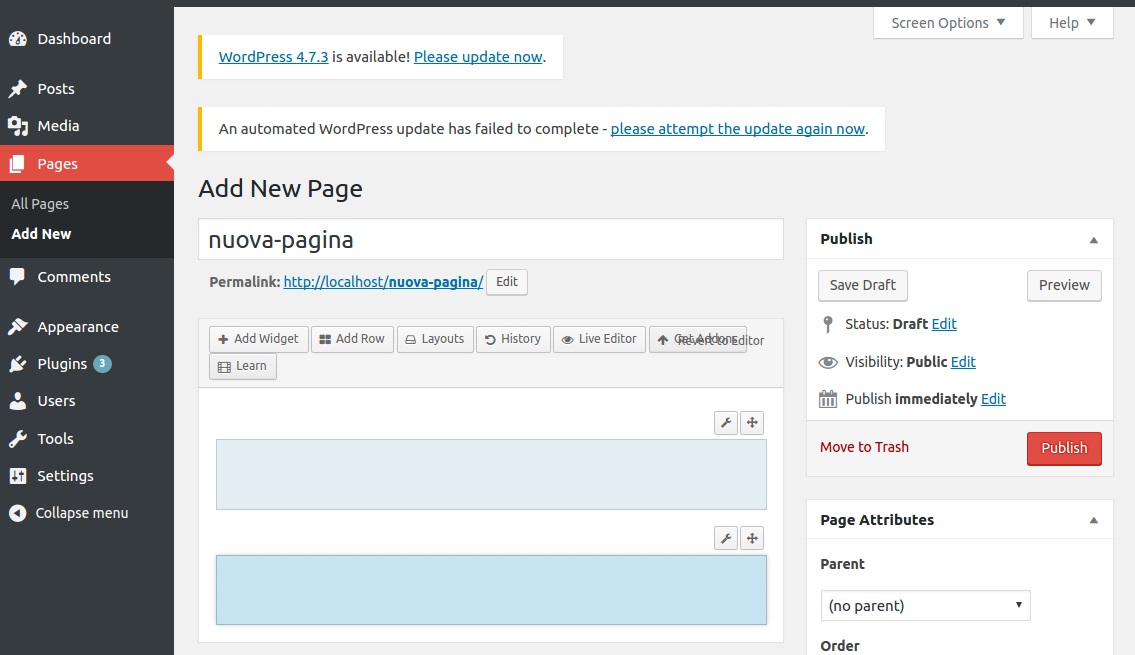 Dashboard
Posts
Media
Pages
All Pages
Add New
Comments
Appearance
Plugins 3
Users
Tools
Settings
Collapse menu
Screen Options
Help
WordPress 4.7.3 is available! Please update now.
An automated WordPress update has failed to complete - please attempt the update again now.
Add New Page
nuova-pagina
Permalink: http://localhost/nuova-pagina/ Edit
Add Widget Add Row Layouts History Live Editor Get Addons Revert to Editor
Learn
Publish
Save Draft Preview
Status: Draft Edit
Visibility: Public Edit
Publish immediately Edit
Move to Trash Publish
Page Attributes
Parent
(no parent)
Order